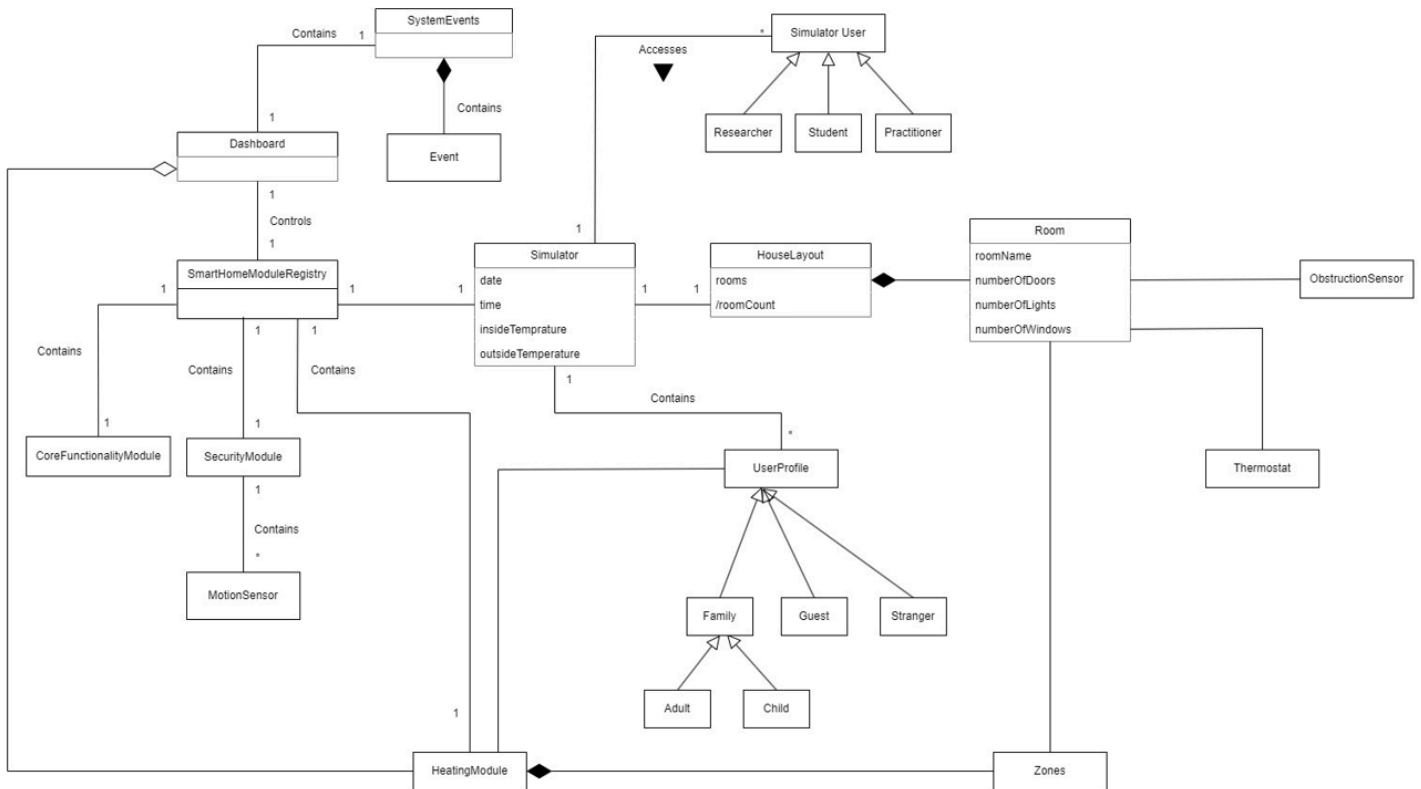 SystemEvents
Contains
1
Simulator User
*
Accesses
Contains
Researcher
Student
Practitioner
1
Dashboard
Event
1
Controls
1
1
SmartHomeModuleRegistry
1
1
1
1
1
Simulator
date
time
insideTemprature
outsideTemperature
1
1
HouseLayout
rooms
/roomCount
Room
roomName
numberOfDoors
numberOfLights
numberOfWindows
ObstructionSensor
Contains
Contains
Contains
1
Contains
*
1
1
CoreFunctionalityModule
SecurityModule
UserProfile
Thermostat
1
Contains
*
MotionSensor
Family
Guest
Stranger
Adult
Child
1
HeatingModule
Zones